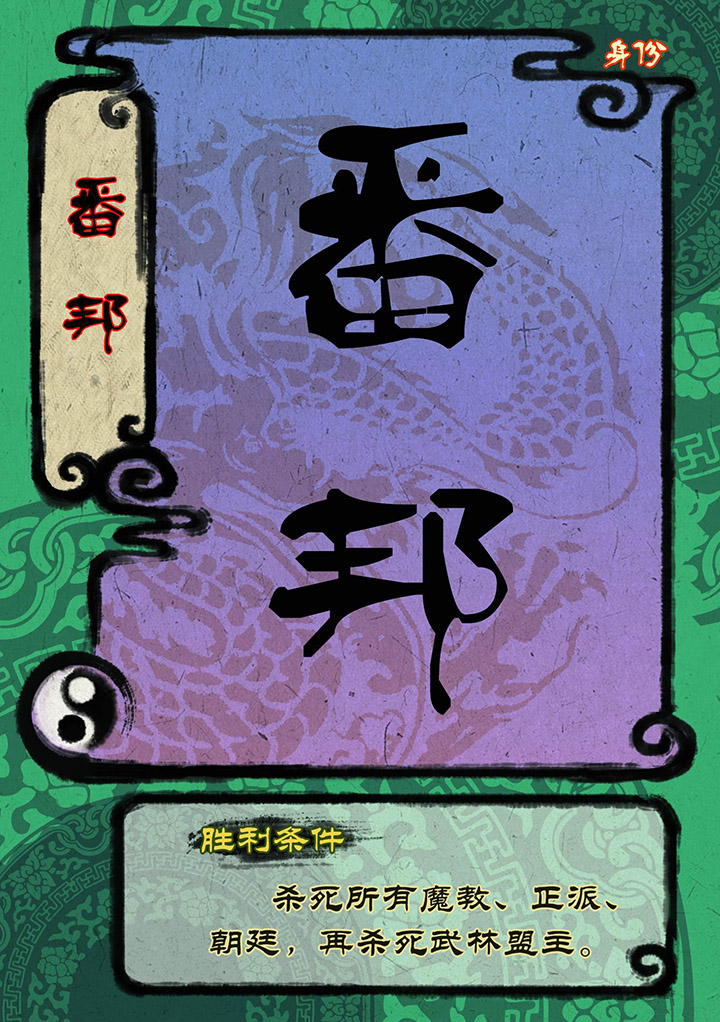 身份
番邦
番邦
胜利条件
杀死所有魔教、正派、
朝廷，再杀死武林盟主。